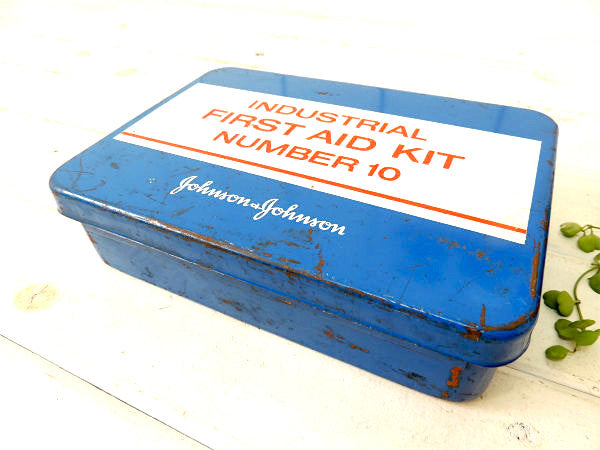 INDUSTRIAL
FIRST AID KIT
NUMBER 10
Johnson & Johnson